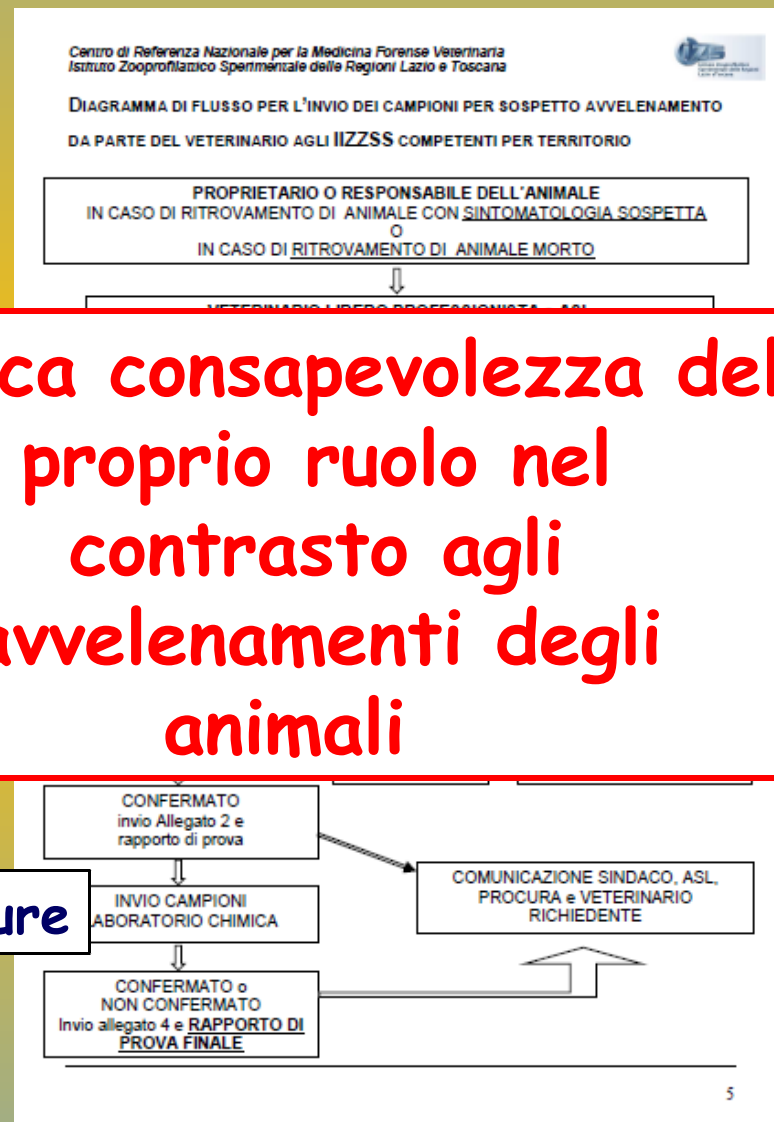 Centro di Referenza Nazionale per la Medicina Forense Veterinaria
Istituto Zooprofilattico Sperimentale delle Regioni Lazio e Toscana
DIAGRAMMA DI FLUSSO PER L'INVIO DEI CAMPIONI PER SOSPETTO AVVELENAMENTO
DA PARTE DEL VETERINARIO AGLI IIZZSS COMPETENTI PER TERRITORIO
PROPRIETARIO O RESPONSABILE DELL'ANIMALE
IN CASO DI RITROVAMENTO DI ANIMALE CON SINTOMATOLOGIA SOSPETTA
O
IN CASO DI RITROVAMENTO DI ANIMALE MORTO
ca consapevolezza del
proprio ruolo nel
contrasto agli
avvelenamenti degli
animali
CONFERMATO
invio Allegato 2 e
rapporto di prova
COMUNICAZIONE SINDACO, ASL,
PROCURA e VETERINARIO
RICHIEDENTE
ure
INVIO CAMPIONI
ABORATORIO CHIMICA
CONFERMATO o
NON CONFERMATO
Invio allegato 4 e RAPPORTO DI
PROVA FINALE
5